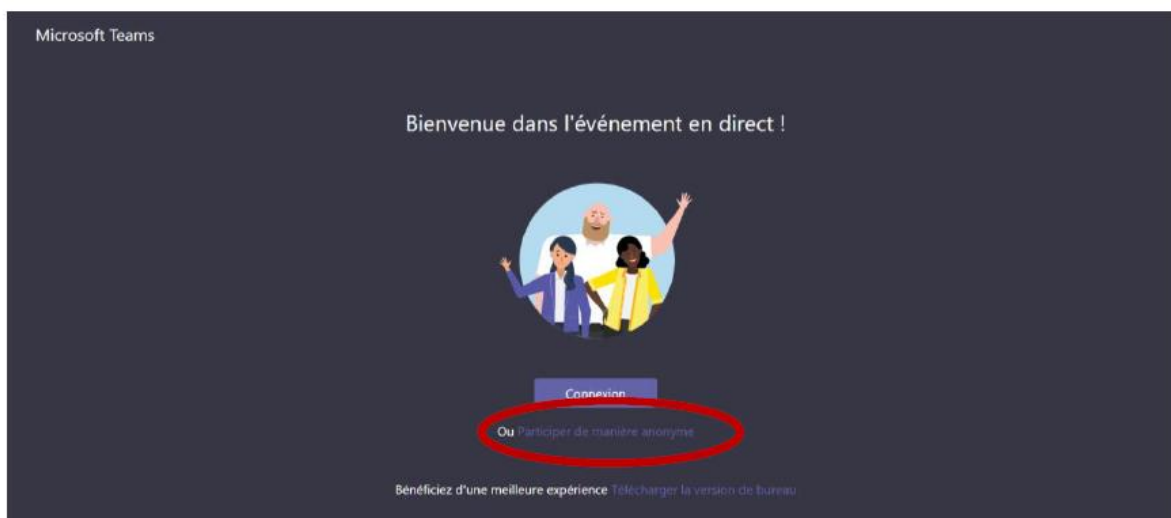 Microsoft Teams
Bienvenue dans l'événement en direct !
Connexion
Ou Participer de manière anonyme
Bénéficiez d'une meilleure expérience Télécharger la version de bureau